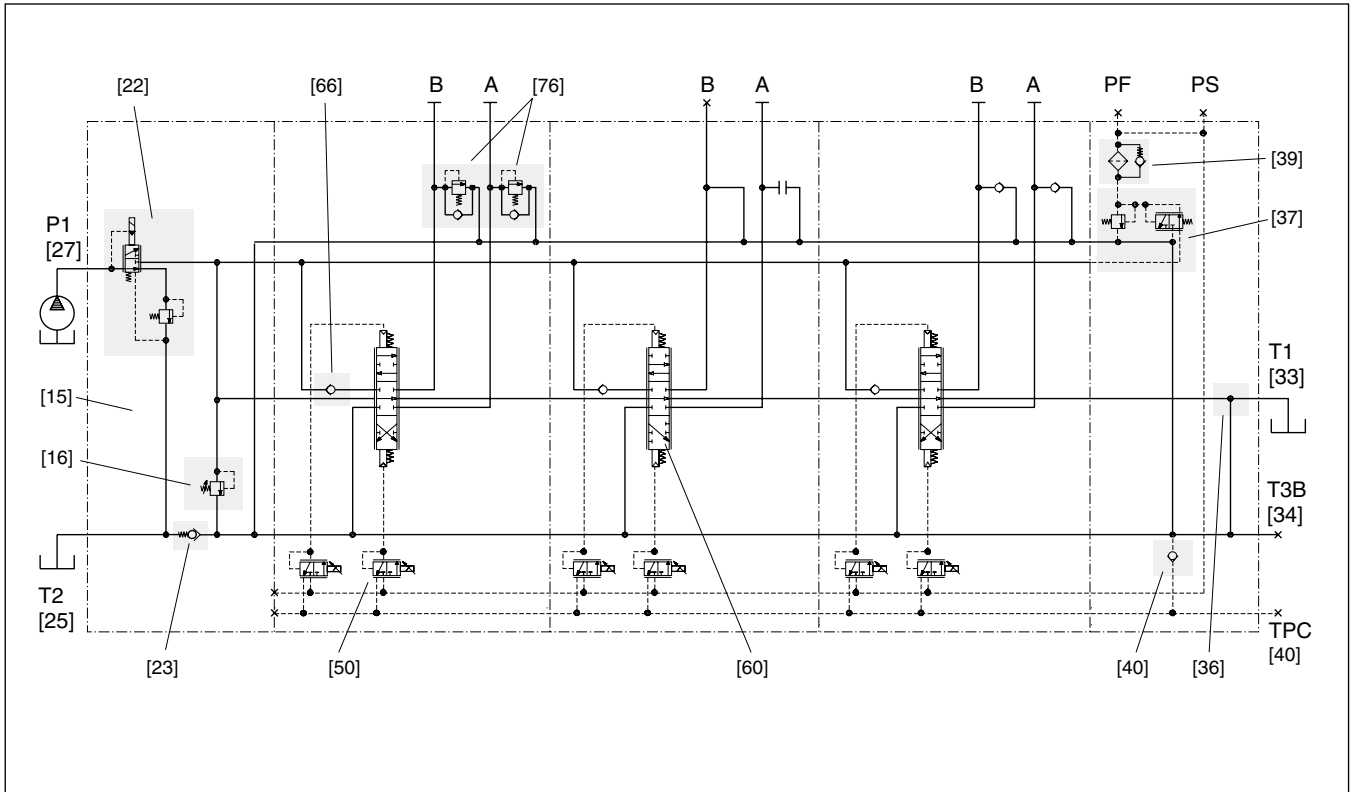 [22]
[66]
B
A
[76]
B
A
B
A
PF
PS
[39]
[37]
P1
[27]
[15]
[16]
T1
[33]
T3B
[34]
T2
[25]
TPC
[40]
[23]
[50]
[60]
[40]
[36]